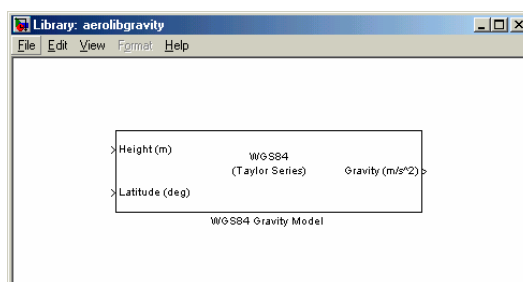 Library: aerolibgravity
File Edit View Format Help
Height (m)
WGS84
(Taylor Series)
Gravity (m/s^2)
Latitude (deg)
WGS84 Gravity Model